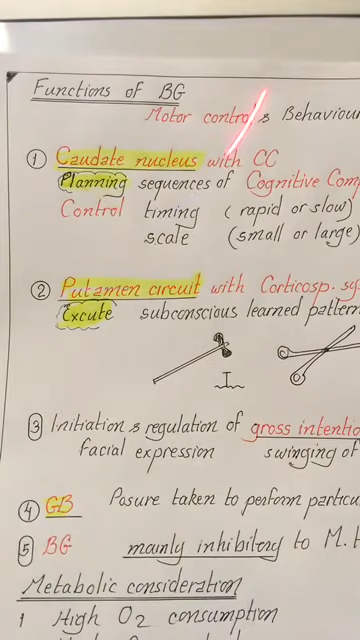 Functions of BG
Motor control & Behaviour
① Caudate nucleus with CC
Planning sequences of Cognitive Com
Control timing (rapid or slow)
scale (small or large)
② Putamen circuit with Corticosp. sy
Excute subconscious learned pattern
3 Initiation & regulation of gross intentio
facial expression swinging of
④ GB Posure taken to perform particu
5 BG mainly inhibitory to M.
Metabolic consideration
1 High O2 consumption